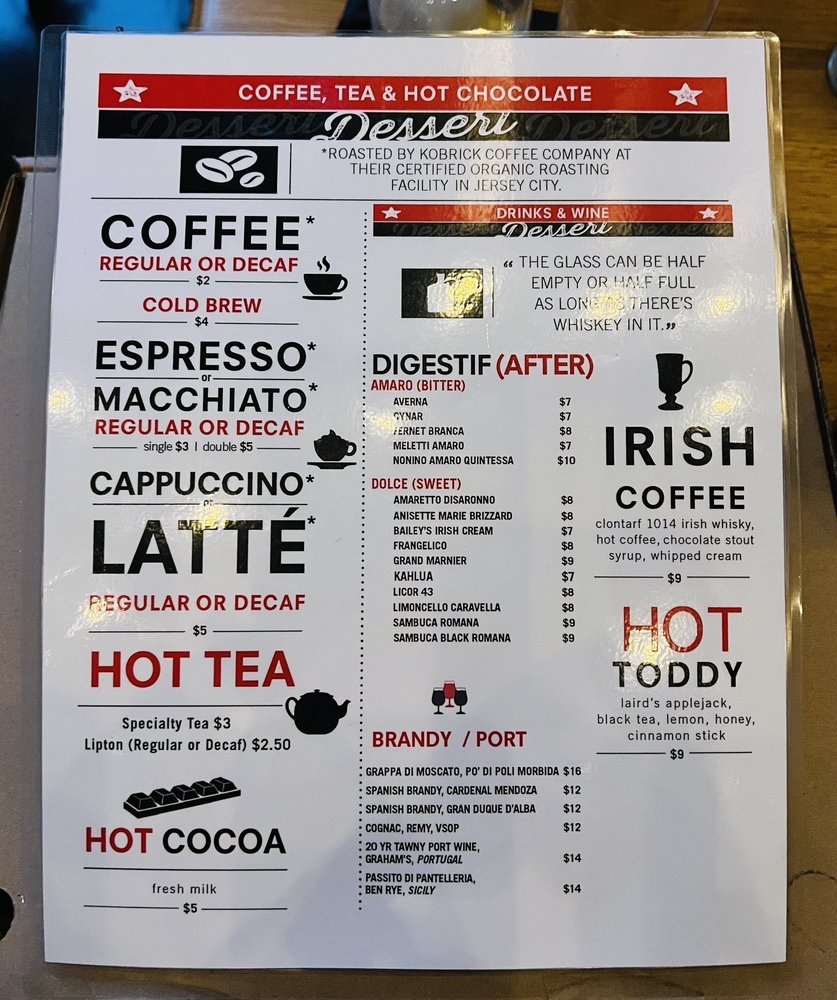 COFFEE, TEA & HOT CHOCOLATE
Dessert Dessert Dessert
*ROASTED BY KOBRICK COFFEE COMPANY AT
THEIR CERTIFIED ORGANIC ROASTING
FACILITY IN JERSEY CITY.
COFFEE*
REGULAR OR DECAF
$2
COLD BREW
$4
ESPRESSO*
or
MACCHIATO*
REGULAR OR DECAF
single $3 | double $5
CAPPUCCINO*
or
LATTÉ*
REGULAR OR DECAF
$5
HOT TEA
Specialty Tea $3
Lipton (Regular or Decaf) $2.50
HOT COCOA
fresh milk
$5
DRINKS & WINE
Dessert Dessert Dessert
“ THE GLASS CAN BE HALF
EMPTY OR HALF FULL
AS LONG AS THERE'S
WHISKEY IN IT.”
DIGESTIF (AFTER)
AMARO (BITTER)
AVERNA $7
CYNAR $7
FERNET BRANCA $8
MELETTI AMARO $7
NONINO AMARO QUINTESSA $10
DOLCE (SWEET)
AMARETTO DISARONNO $8
ANISETTE MARIE BRIZZARD $8
BAILEY'S IRISH CREAM $7
FRANGELICO $8
GRAND MARNIER $9
KAHLUA $7
LICOR 43 $8
LIMONCELLO CARAVELLA $8
SAMBUCA ROMANA $9
SAMBUCA BLACK ROMANA $9
BRANDY / PORT
GRAPPA DI MOSCATO, PO' DI POLI MORBIDA $16
SPANISH BRANDY, CARDENAL MENDOZA $12
SPANISH BRANDY, GRAN DUQUE D'ALBA $12
COGNAC, REMY, VSOP $12
20 YR TAWNY PORT WINE,
GRAHAM'S, PORTUGAL $14
PASSITO DI PANTELLERIA,
BEN RYE, SICILY $14
IRISH
COFFEE
clontarf 1014 irish whisky,
hot coffee, chocolate stout
syrup, whipped cream
$9
HOT
TODDY
laird's applejack,
black tea, lemon, honey,
cinnamon stick
$9